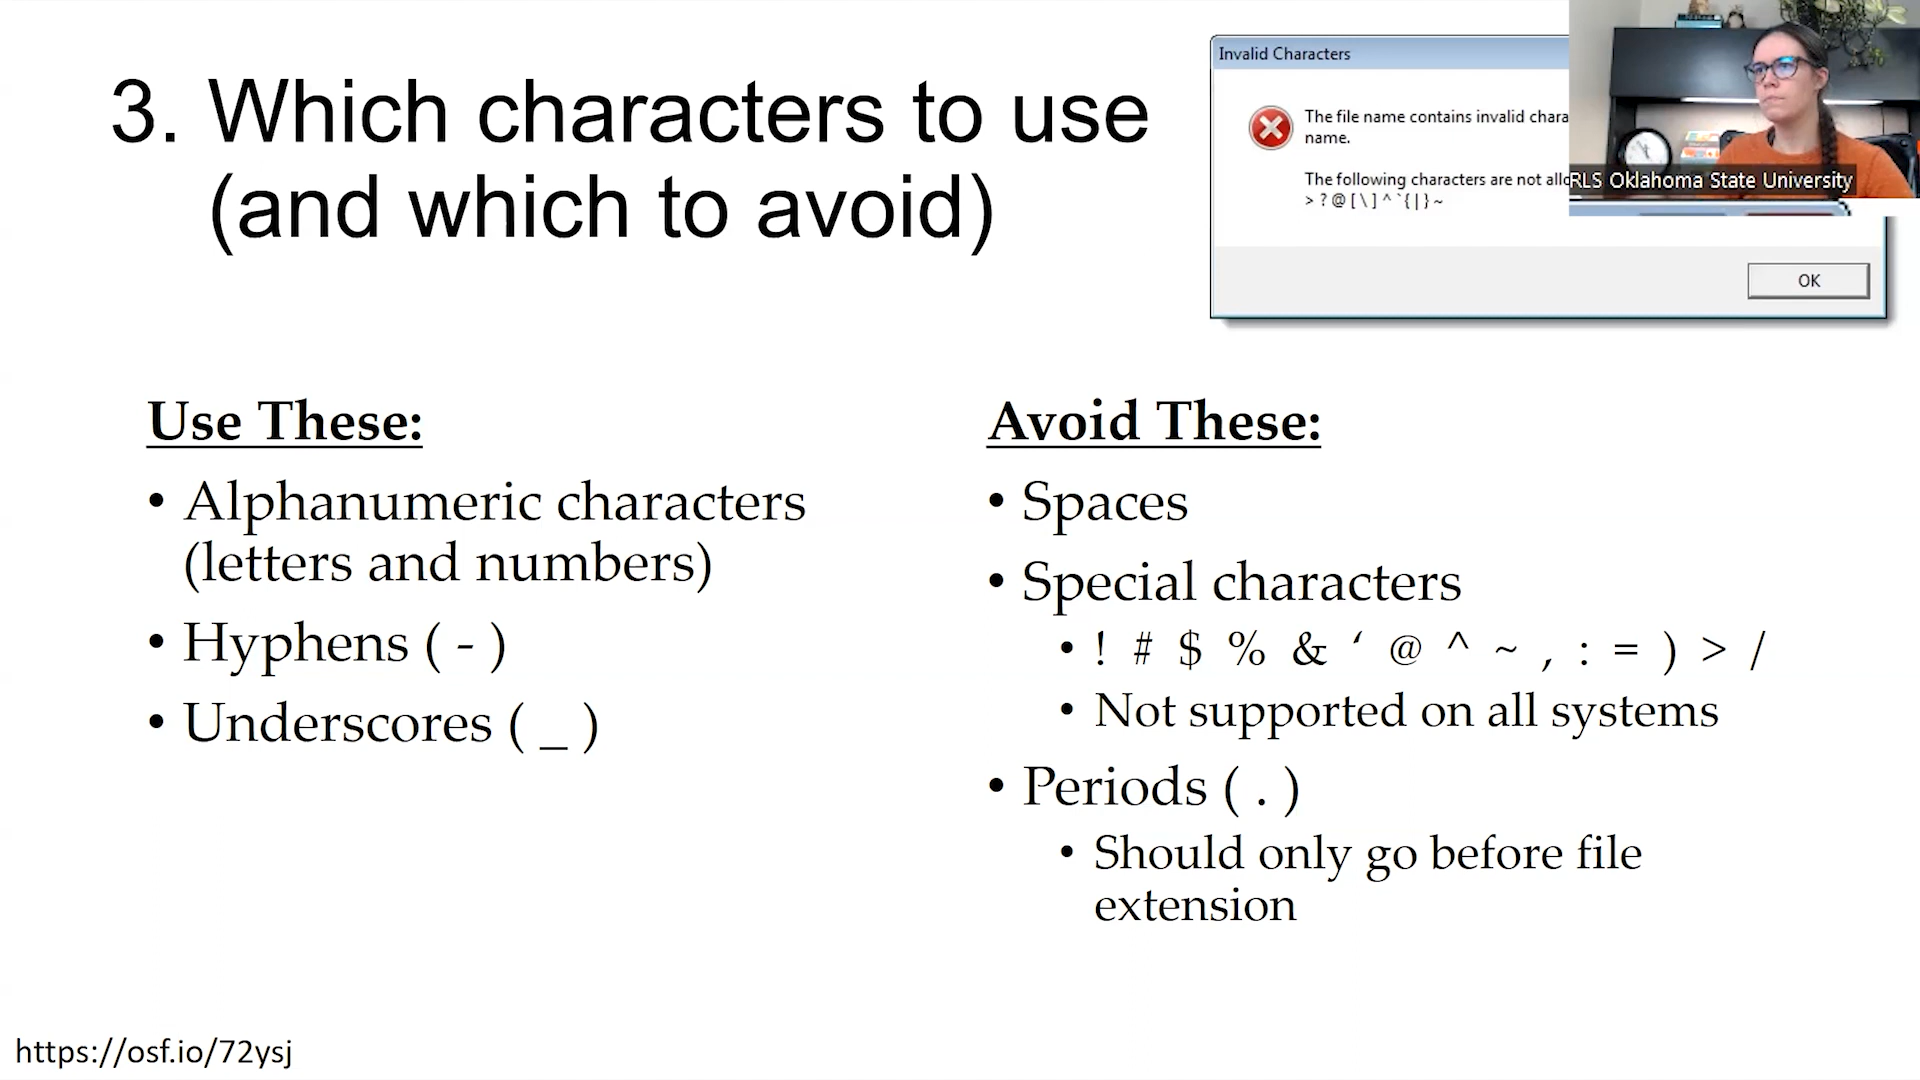 3. Which characters to use
(and which to avoid)
Invalid Characters
The file name contains invalid
name.
The following characters are not
> ? @ [ \ ] ^ ` { | } ~
OK
RLS Oklahoma State University
Use These:
• Alphanumeric characters
(letters and numbers)
• Hyphens ( - )
• Underscores ( _ )
Avoid These:
• Spaces
• Special characters
• ! # $ % & ‘ @ ^ ~ , : = ) > /
• Not supported on all systems
• Periods ( . )
• Should only go before file
extension
https://osf.io/72ysj